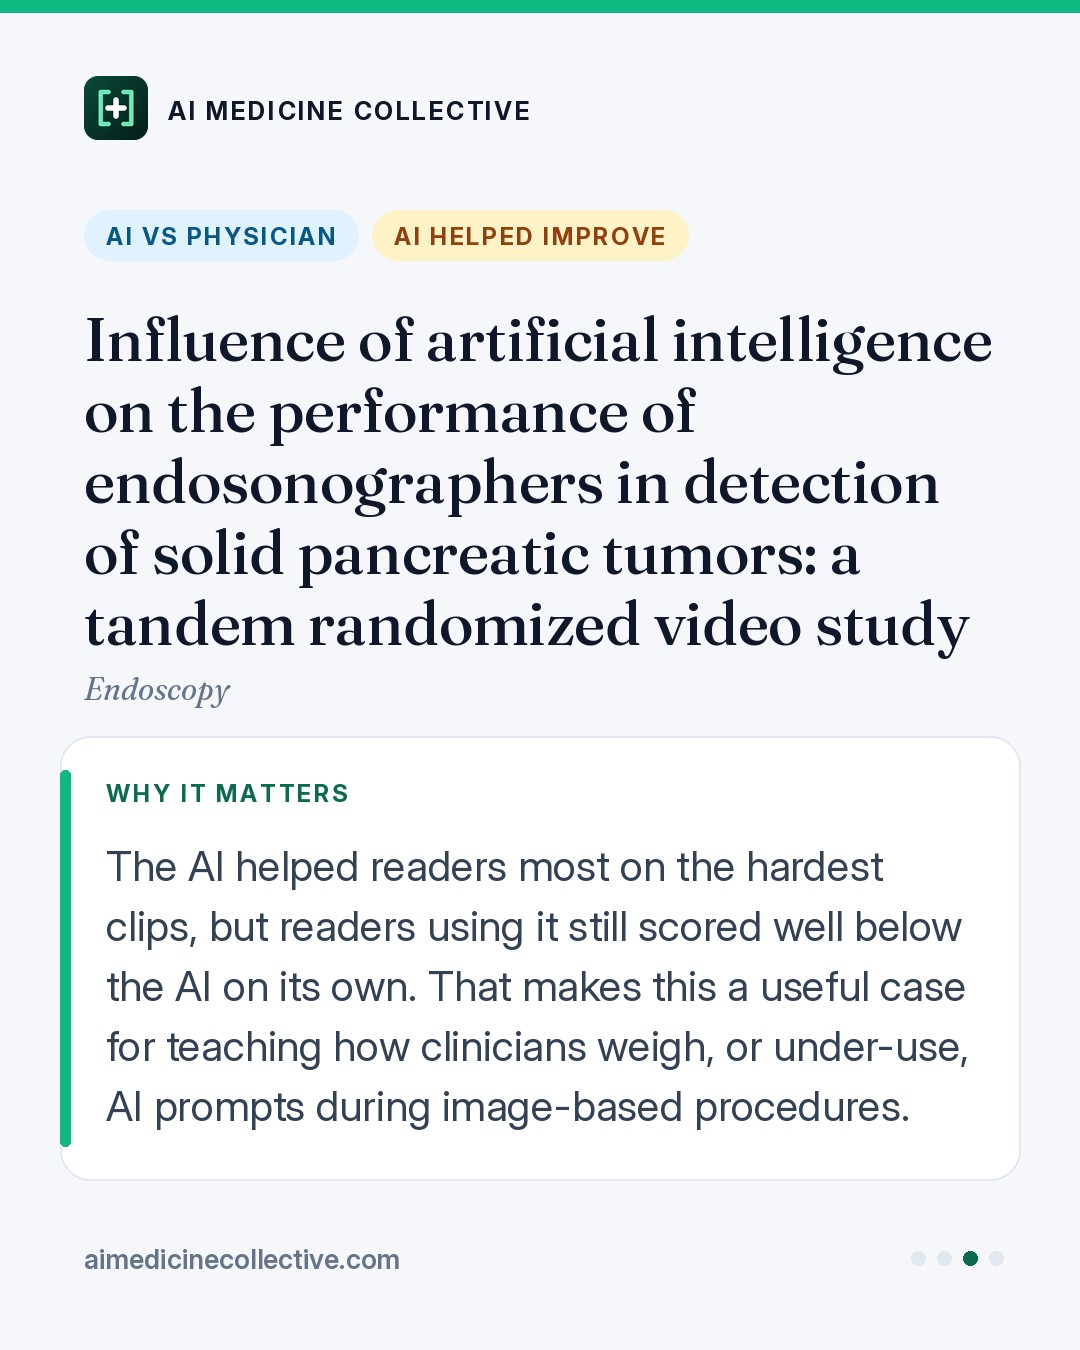 AI MEDICINE COLLECTIVE
AI VS PHYSICIAN
AI HELPED IMPROVE
Influence of artificial intelligence
on the performance of
endosonographers in detection
of solid pancreatic tumors: a
tandem randomized video study
Endoscopy
WHY IT MATTERS
The AI helped readers most on the hardest
clips, but readers using it still scored well below
the AI on its own. That makes this a useful case
for teaching how clinicians weigh, or under-use,
AI prompts during image-based procedures.
aimedicinecollective.com